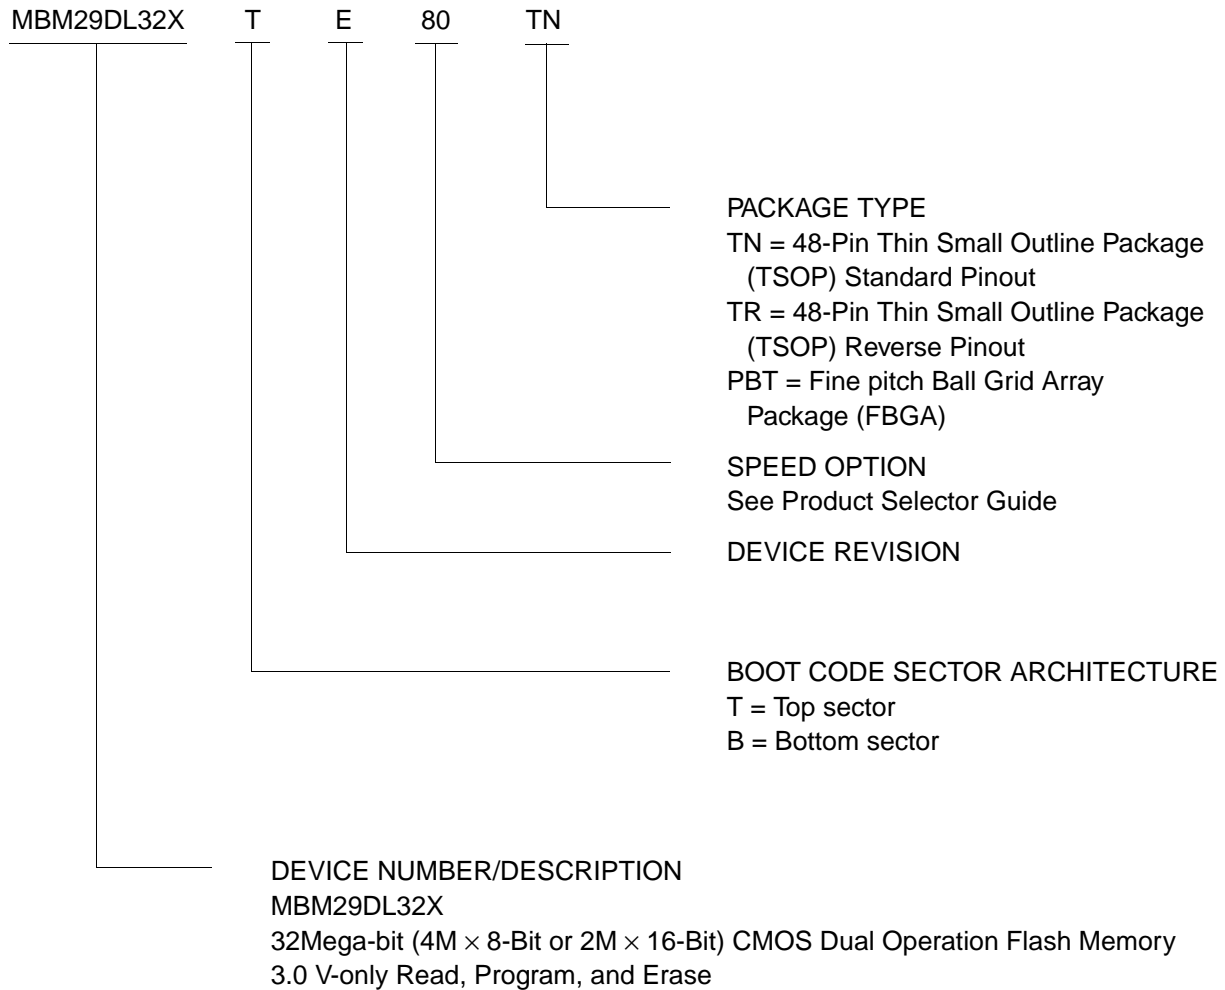 MBM29DL32X T E 80 TN
PACKAGE TYPE
TN = 48-Pin Thin Small Outline Package
(TSOP) Standard Pinout
TR = 48-Pin Thin Small Outline Package
(TSOP) Reverse Pinout
PBT = Fine pitch Ball Grid Array
Package (FBGA)
SPEED OPTION
See Product Selector Guide
DEVICE REVISION
BOOT CODE SECTOR ARCHITECTURE
T = Top sector
B = Bottom sector
DEVICE NUMBER/DESCRIPTION
MBM29DL32X
32Mega-bit (4M × 8-Bit or 2M × 16-Bit) CMOS Dual Operation Flash Memory
3.0 V-only Read, Program, and Erase